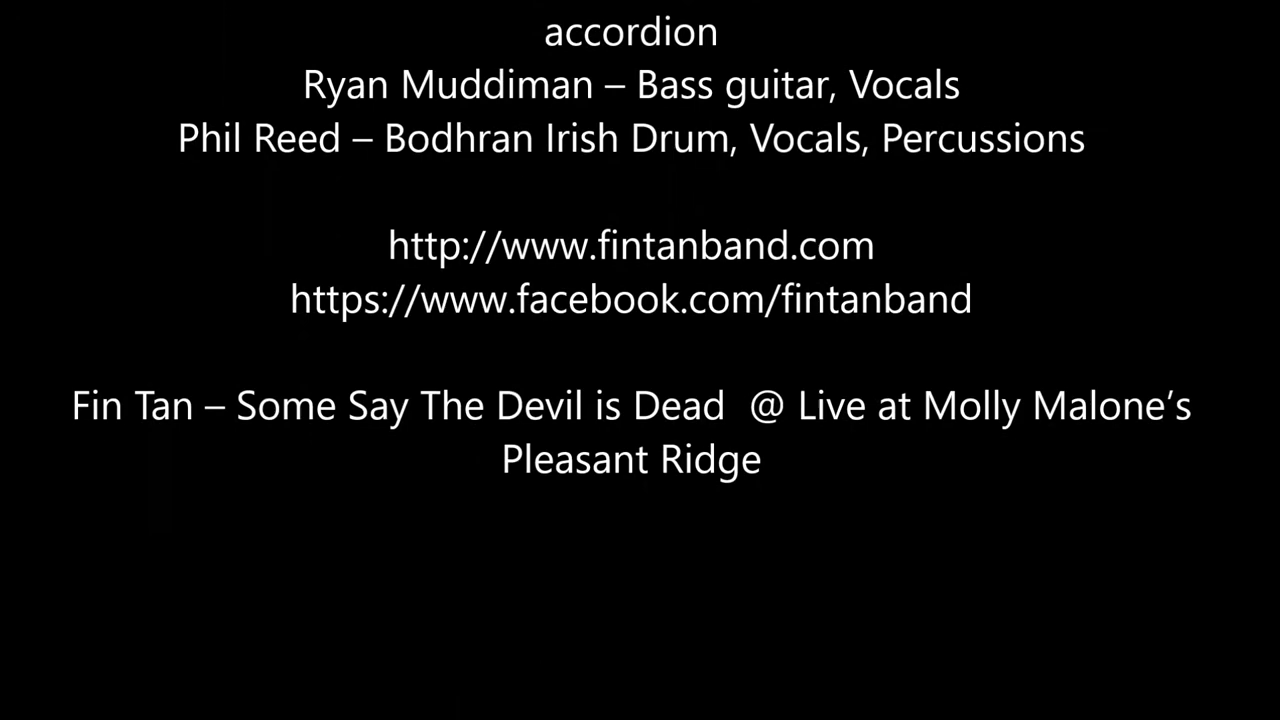 accordion
Ryan Muddiman – Bass guitar, Vocals
Phil Reed – Bodhran Irish Drum, Vocals, Percussions
http://www.fintanband.com
https://www.facebook.com/fintanband
Fin Tan – Some Say The Devil is Dead  @ Live at Molly Malone’s
Pleasant Ridge